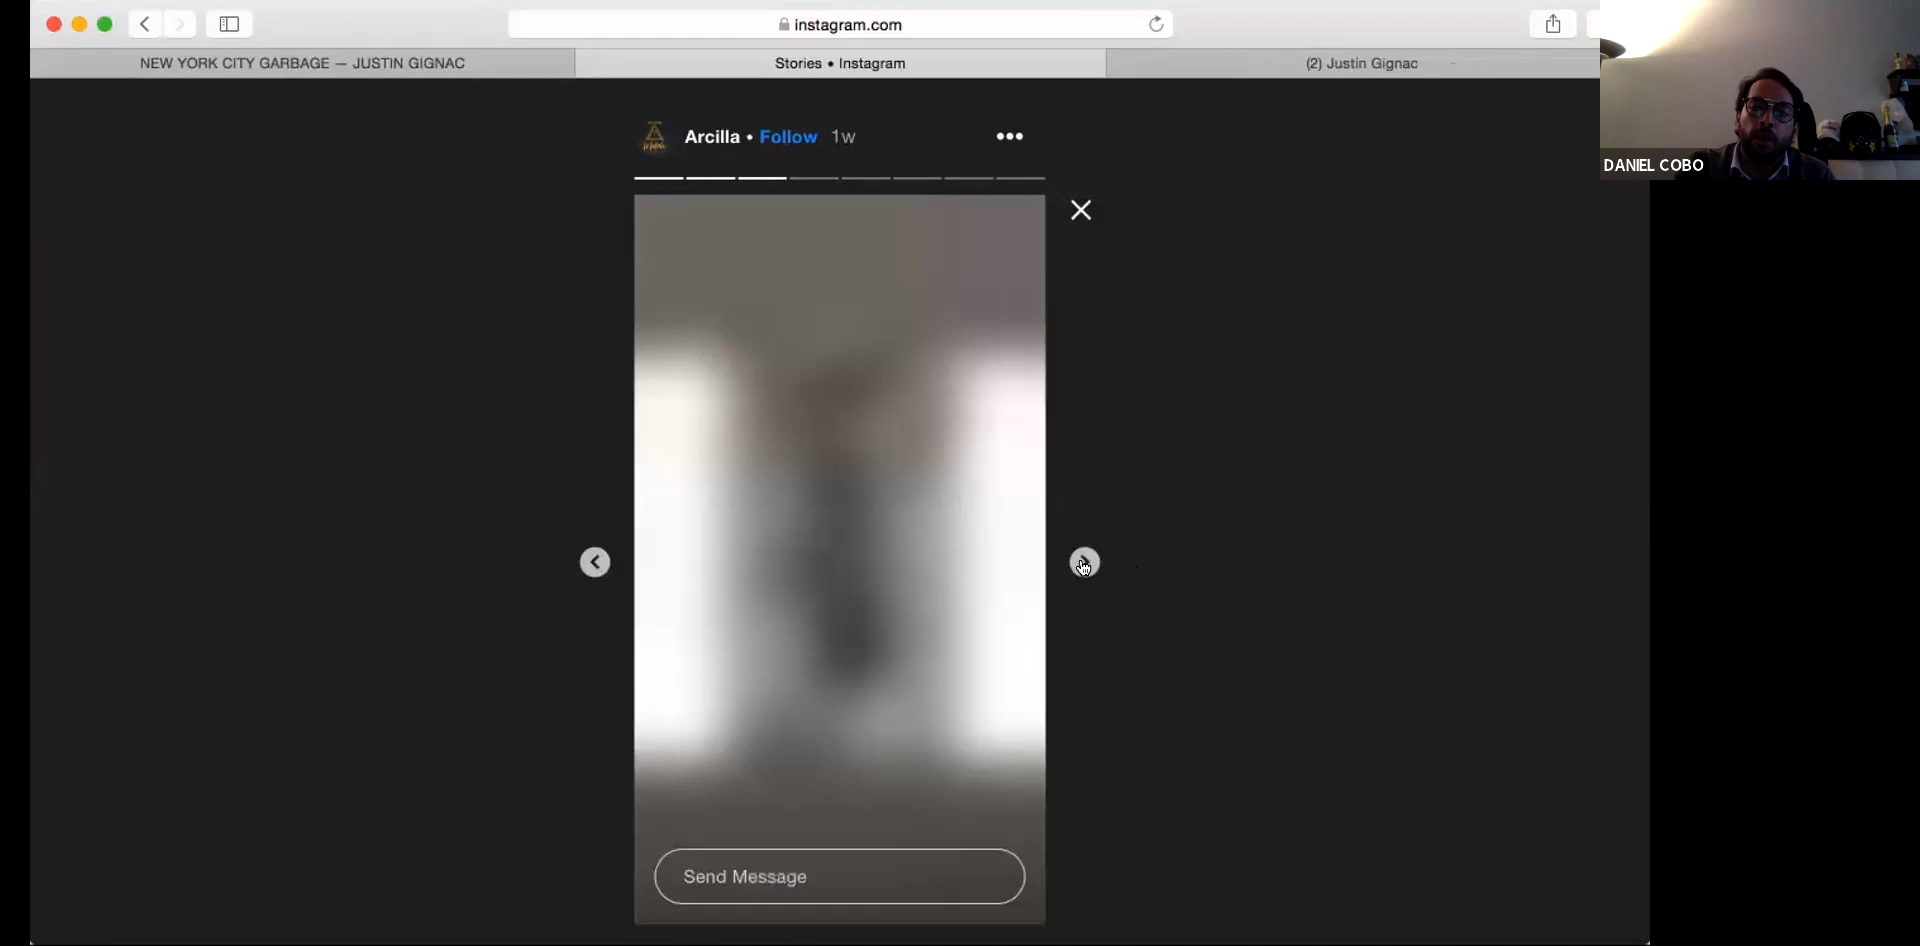 instagram.com
NEW YORK CITY GARBAGE — JUSTIN GIGNAC
Stories • Instagram
(2) Justin Gignac
DANIEL COBO
Arcilla • Follow 1w
Send Message